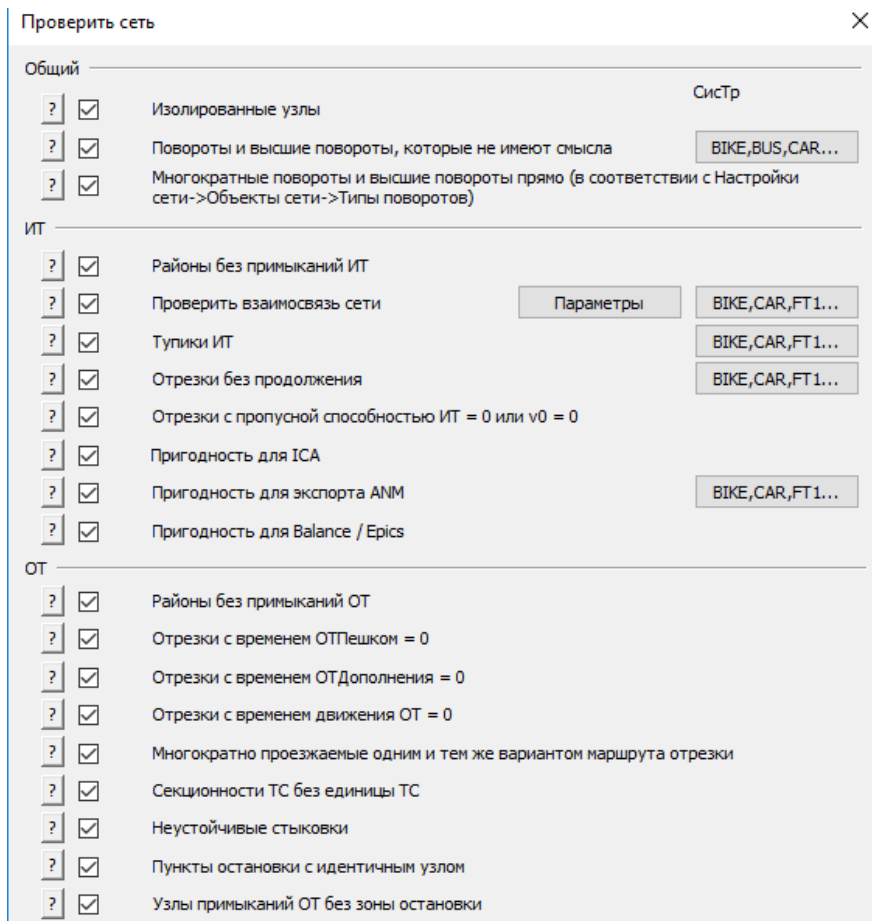 Проверить сеть
Общий
СисТр
? Изолированные узлы
? Повороты и высшие повороты, которые не имеют смысла BIKE,BUS,CAR...
? Многократные повороты и высшие повороты прямо (в соответствии с Настройки
сети->Объекты сети->Типы поворотов)
ИТ
? Районы без примыканий ИТ
? Проверить взаимосвязь сети Параметры BIKE,CAR,FT1...
? Тупики ИТ BIKE,CAR,FT1...
? Отрезки без продолжения BIKE,CAR,FT1...
? Отрезки с пропусной способностью ИТ = 0 или v0 = 0
? Пригодность для ICA
? Пригодность для экспорта ANM BIKE,CAR,FT1...
? Пригодность для Balance / Epics
ОТ
? Районы без примыканий ОТ
? Отрезки с временем ОТПешком = 0
? Отрезки с временем ОТДополнения = 0
? Отрезки с временем движения ОТ = 0
? Многократно проезжаемые одним и тем же вариантом маршрута отрезки
? Секционности ТС без единицы ТС
? Неустойчивые стыковки
? Пункты остановки с идентичным узлом
? Узлы примыканий ОТ без зоны остановки